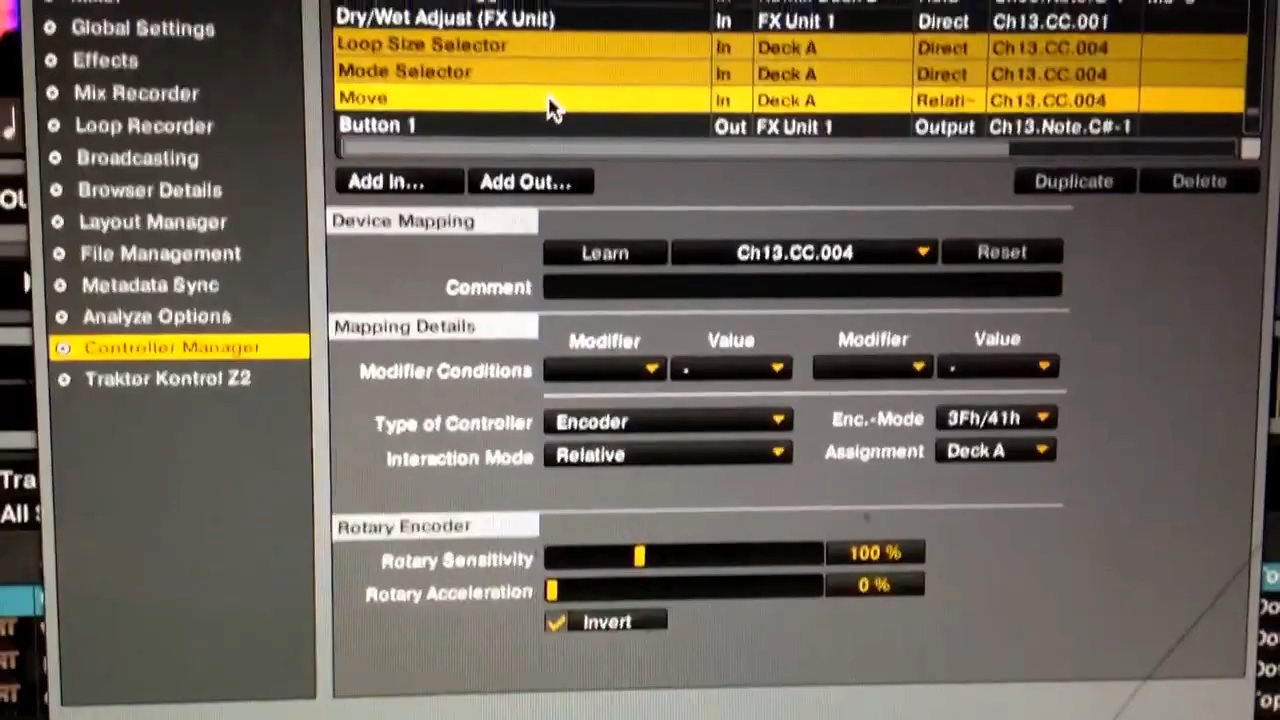 Global Settings
Effects
Mix Recorder
Loop Recorder
Broadcasting
Browser Details
Layout Manager
File Management
Metadata Sync
Analyze Options
Controller Manager
Traktor Kontrol Z2
Dry/Wet Adjust (FX Unit) In FX Unit 1 Direct Ch13.CC.001
Loop Size Selector In Deck A Direct Ch13.CC.004
Mode Selector In Deck A Direct Ch13.CC.004
Move In Deck A Relati~ Ch13.CC.004
Button 1 Out FX Unit 1 Output Ch13.Note.C#-1
Add In... Add Out... Duplicate Delete
Device Mapping
Learn Ch13.CC.004 Reset
Comment
Mapping Details
Modifier Value Modifier Value
Modifier Conditions
Type of Controller Encoder Enc.-Mode 3Fh/41h
Interaction Mode Relative Assignment Deck A
Rotary Encoder
Rotary Sensitivity 100 %
Rotary Acceleration 0 %
Invert
Tra
All